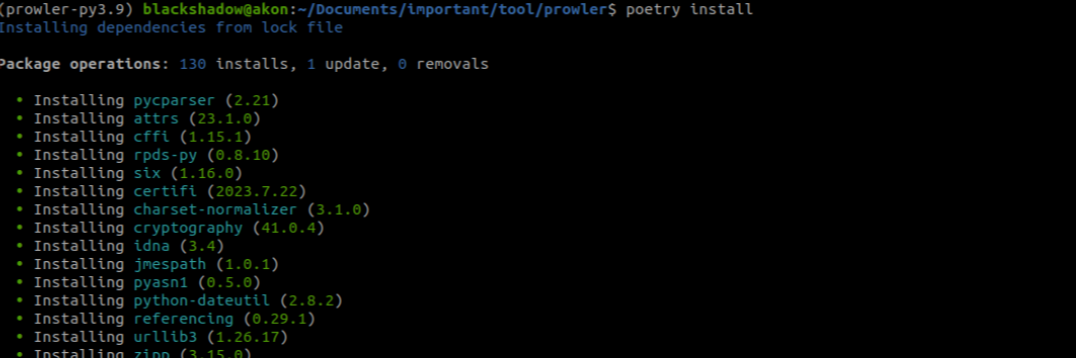 (prowler-py3.9) blackshadow@akon:~/Documents/important/tool/prowler$ poetry install
Installing dependencies from lock file
Package operations: 130 installs, 1 update, 0 removals
• Installing pycparser (2.21)
• Installing attrs (23.1.0)
• Installing cffi (1.15.1)
• Installing rpds-py (0.8.10)
• Installing six (1.16.0)
• Installing certifi (2023.7.22)
• Installing charset-normalizer (3.1.0)
• Installing cryptography (41.0.4)
• Installing idna (3.4)
• Installing jmespath (1.0.1)
• Installing pyasn1 (0.5.0)
• Installing python-dateutil (2.8.2)
• Installing referencing (0.29.1)
• Installing urllib3 (1.26.17)
• Installing zipp (3.15.0)